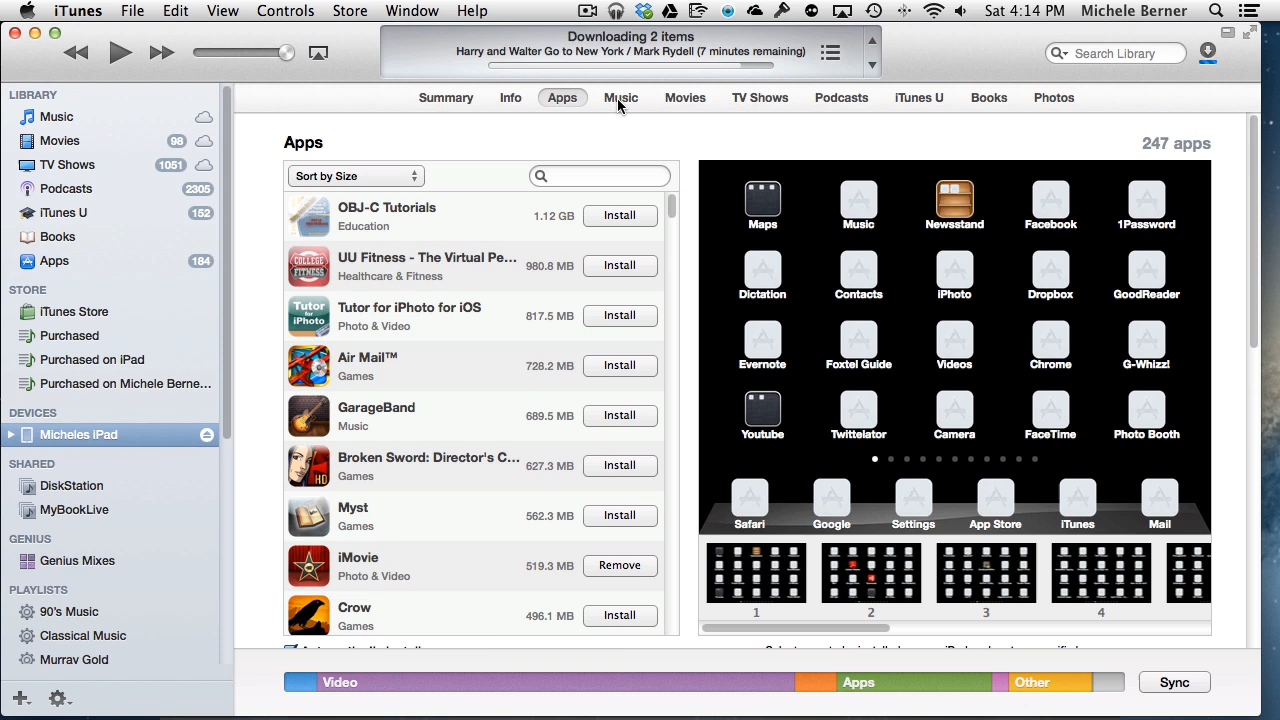 iTunes File Edit View Controls Store Window Help Sat 4:14 PM Michele Berner
Downloading 2 items
Harry and Walter Go to New York / Mark Rydell (7 minutes remaining)
Search Library
LIBRARY
Music
Movies 98
TV Shows 1051
Podcasts 2305
iTunes U 152
Books
Apps 184
STORE
iTunes Store
Purchased
Purchased on iPad
Purchased on Michele Berne...
DEVICES
Micheles iPad
SHARED
DiskStation
MyBookLive
GENIUS
Genius Mixes
PLAYLISTS
90's Music
Classical Music
Murray Gold
Summary Info Apps Music Movies TV Shows Podcasts iTunes U Books Photos
Apps 247 apps
Sort by Size
OBJ-C Tutorials
Education
1.12 GB Install
UU Fitness - The Virtual Pe...
Healthcare & Fitness
980.8 MB Install
Tutor for iPhoto for iOS
Photo & Video
817.5 MB Install
Air Mail™
Games
728.2 MB Install
GarageBand
Music
689.5 MB Install
Broken Sword: Director's C...
Games
627.3 MB Install
Myst
Games
562.3 MB Install
iMovie
Photo & Video
519.3 MB Remove
Crow
Games
496.1 MB Install
COLLEGE
FITNESS
Tutor
for
iPhoto
HD
Maps Music Newsstand Facebook 1Password
Dictation Contacts iPhoto Dropbox GoodReader
Evernote Foxtel Guide Videos Chrome G-Whizz!
Youtube Twittelator Camera FaceTime Photo Booth
Safari Google Settings App Store iTunes Mail
1 2 3 4
Video Apps Other Sync